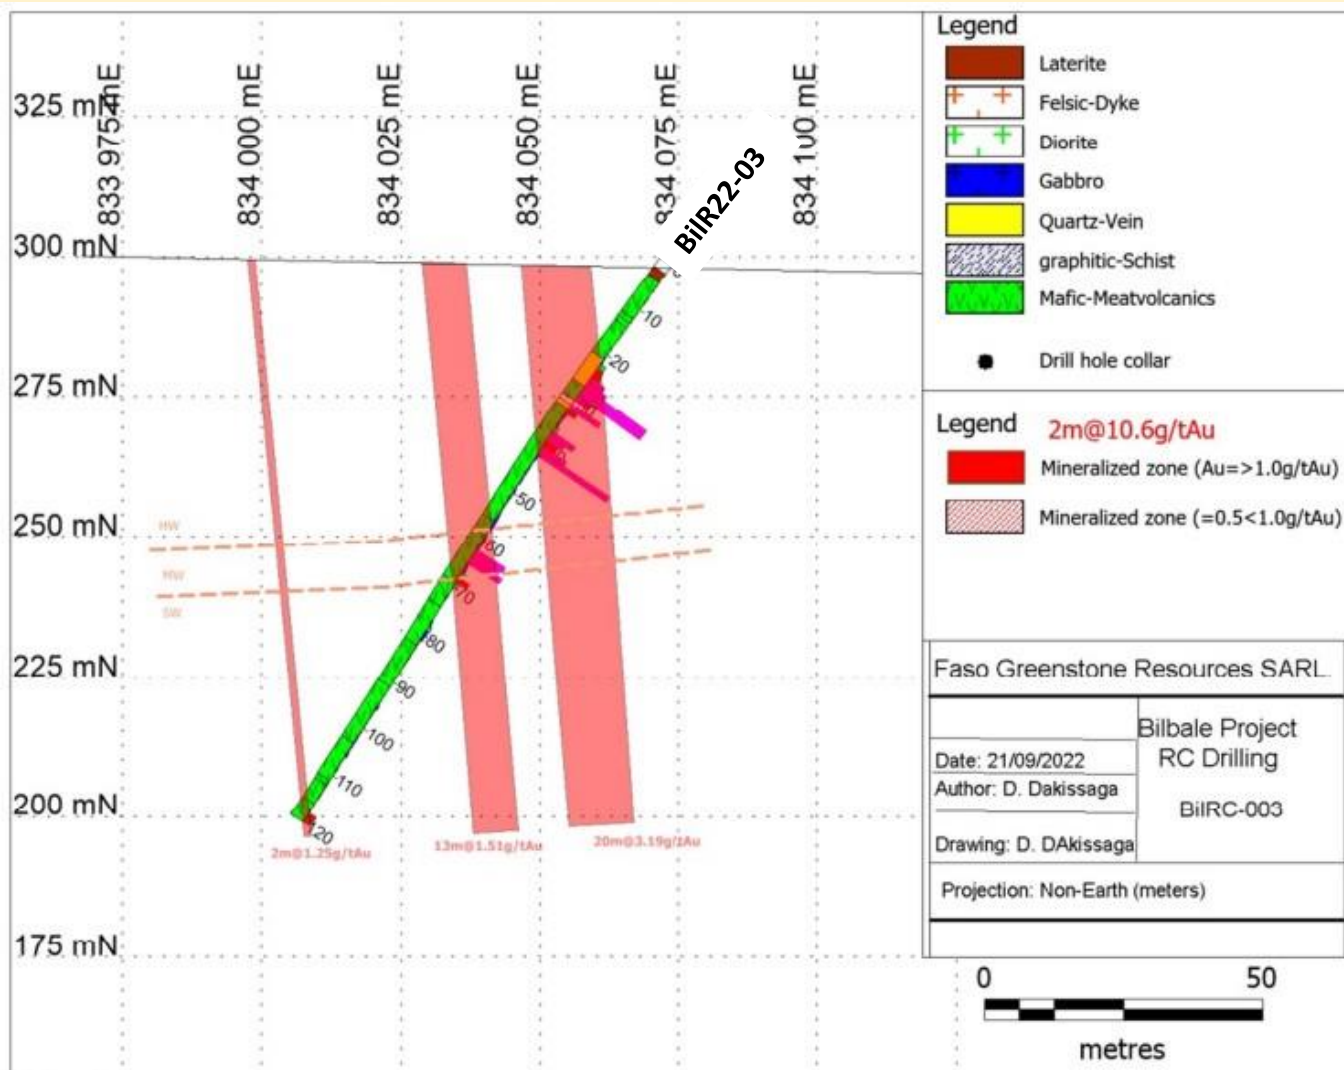 833 975 mE
834 000 mE
834 025 mE
834 050 mE
834 075 mE
834 100 mE
BilR22-03
325 mN
300 mN
275 mN
250 mN
225 mN
200 mN
175 mN
10
20
50
60
70
80
90
100
110
120
HW
HW
SW
2m@1.25g/tAu
13m@1.51g/tAu
20m@3.19g/tAu
Legend
Laterite
Felsic-Dyke
Diorite
Gabbro
Quartz-Vein
graphitic-Schist
Mafic-Meatvolcanics
Drill hole collar
Legend
2m@10.6g/tAu
Mineralized zone (Au=>1.0g/tAu)
Mineralized zone (=0.5<1.0g/tAu)
Faso Greenstone Resources SARL.
Bilbale Project
RC Drilling
BilRC-003
Date: 21/09/2022
Author: D. Dakissaga
Drawing: D. DAkissaga
Projection: Non-Earth (meters)
0 50
metres